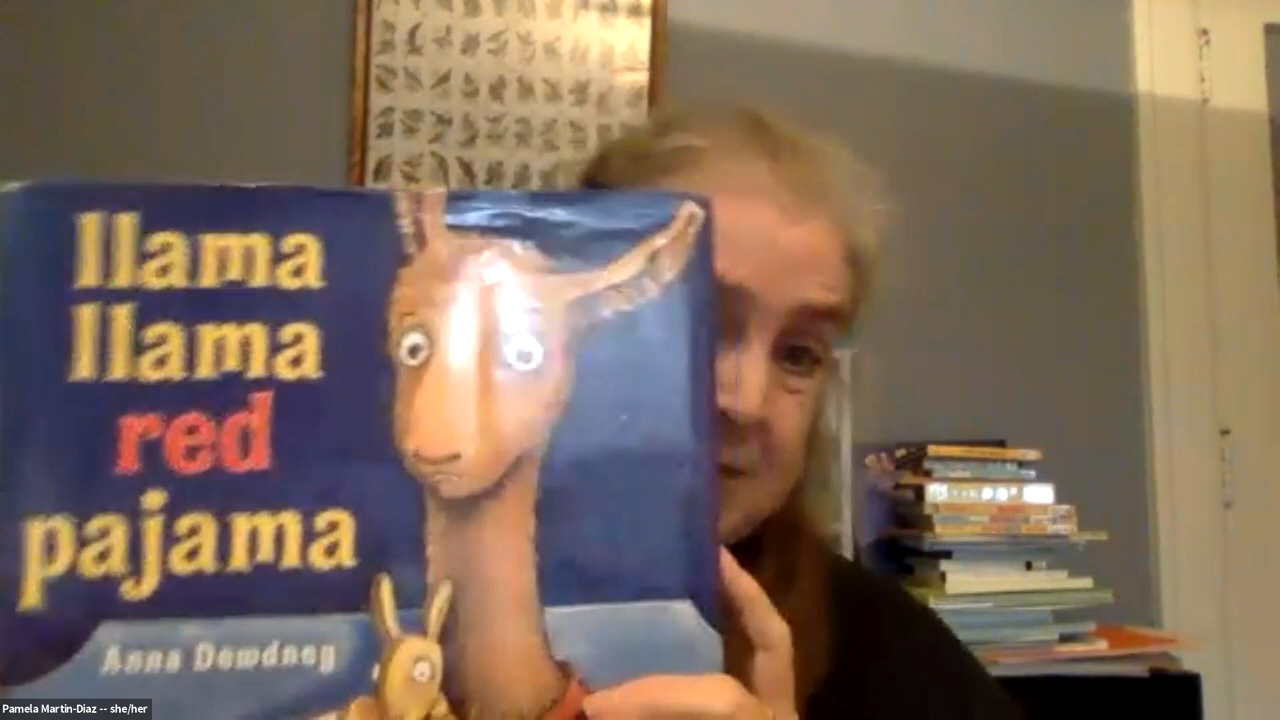 llama
llama
red
pajama
Anna Dewdney
Pamela Martin-Diaz -- she/her